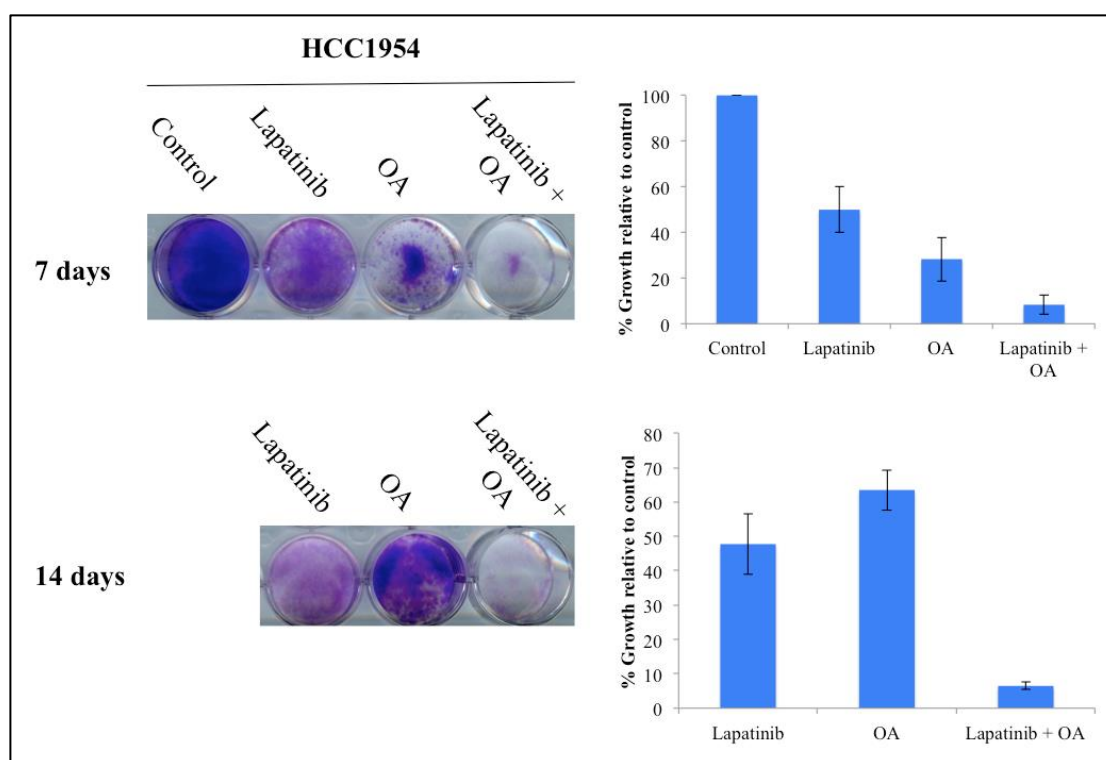 HCC1954
Control
Lapatinib
OA
Lapatinib +
OA
7 days
% Growth relative to control
100
80
60
40
20
0
Control
Lapatinib
OA
Lapatinib +
OA
Lapatinib
OA
Lapatinib +
OA
14 days
% Growth relative to control
80
70
60
50
40
30
20
10
0
Lapatinib
OA
Lapatinib + OA